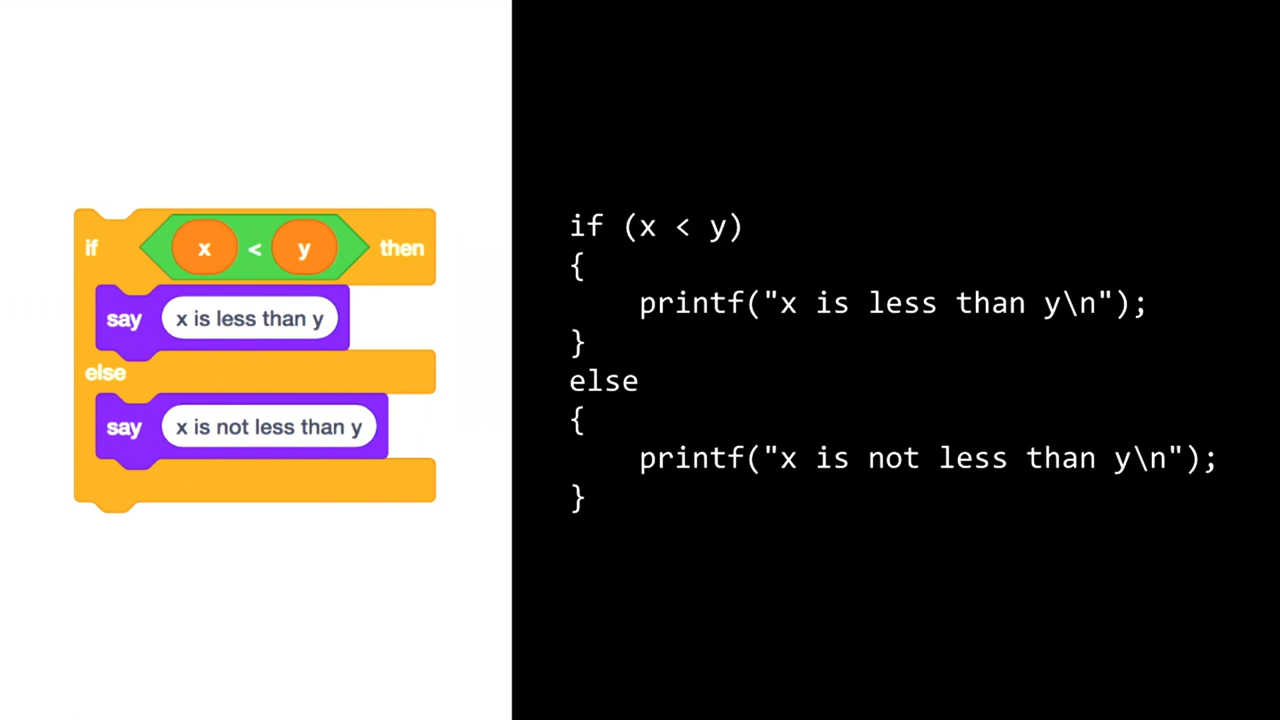 if x < y then
say x is less than y
else
say x is not less than y
if (x < y)
{
    printf("x is less than y\n");
}
else
{
    printf("x is not less than y\n");
}